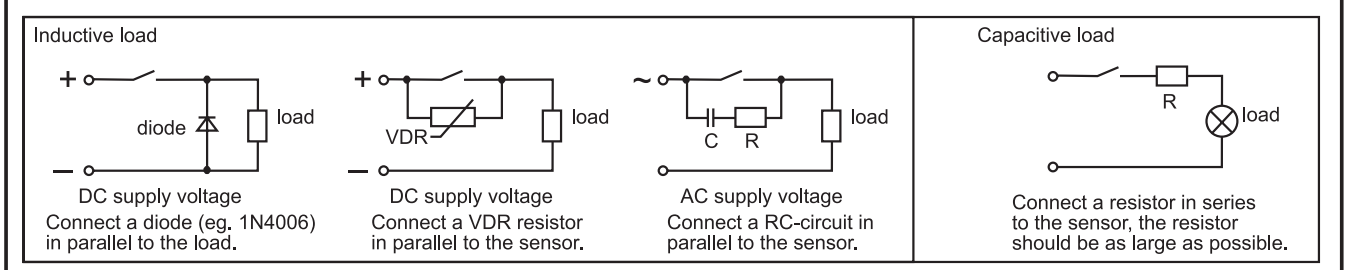 Inductive load
+
diode
load
−
DC supply voltage
Connect a diode (eg. 1N4006)
in parallel to the load.
+
VDR
load
−
DC supply voltage
Connect a VDR resistor
in parallel to the sensor.
~
C R
load
AC supply voltage
Connect a RC-circuit in
parallel to the sensor.
Capacitive load
R
load
Connect a resistor in series
to the sensor, the resistor
should be as large as possible.